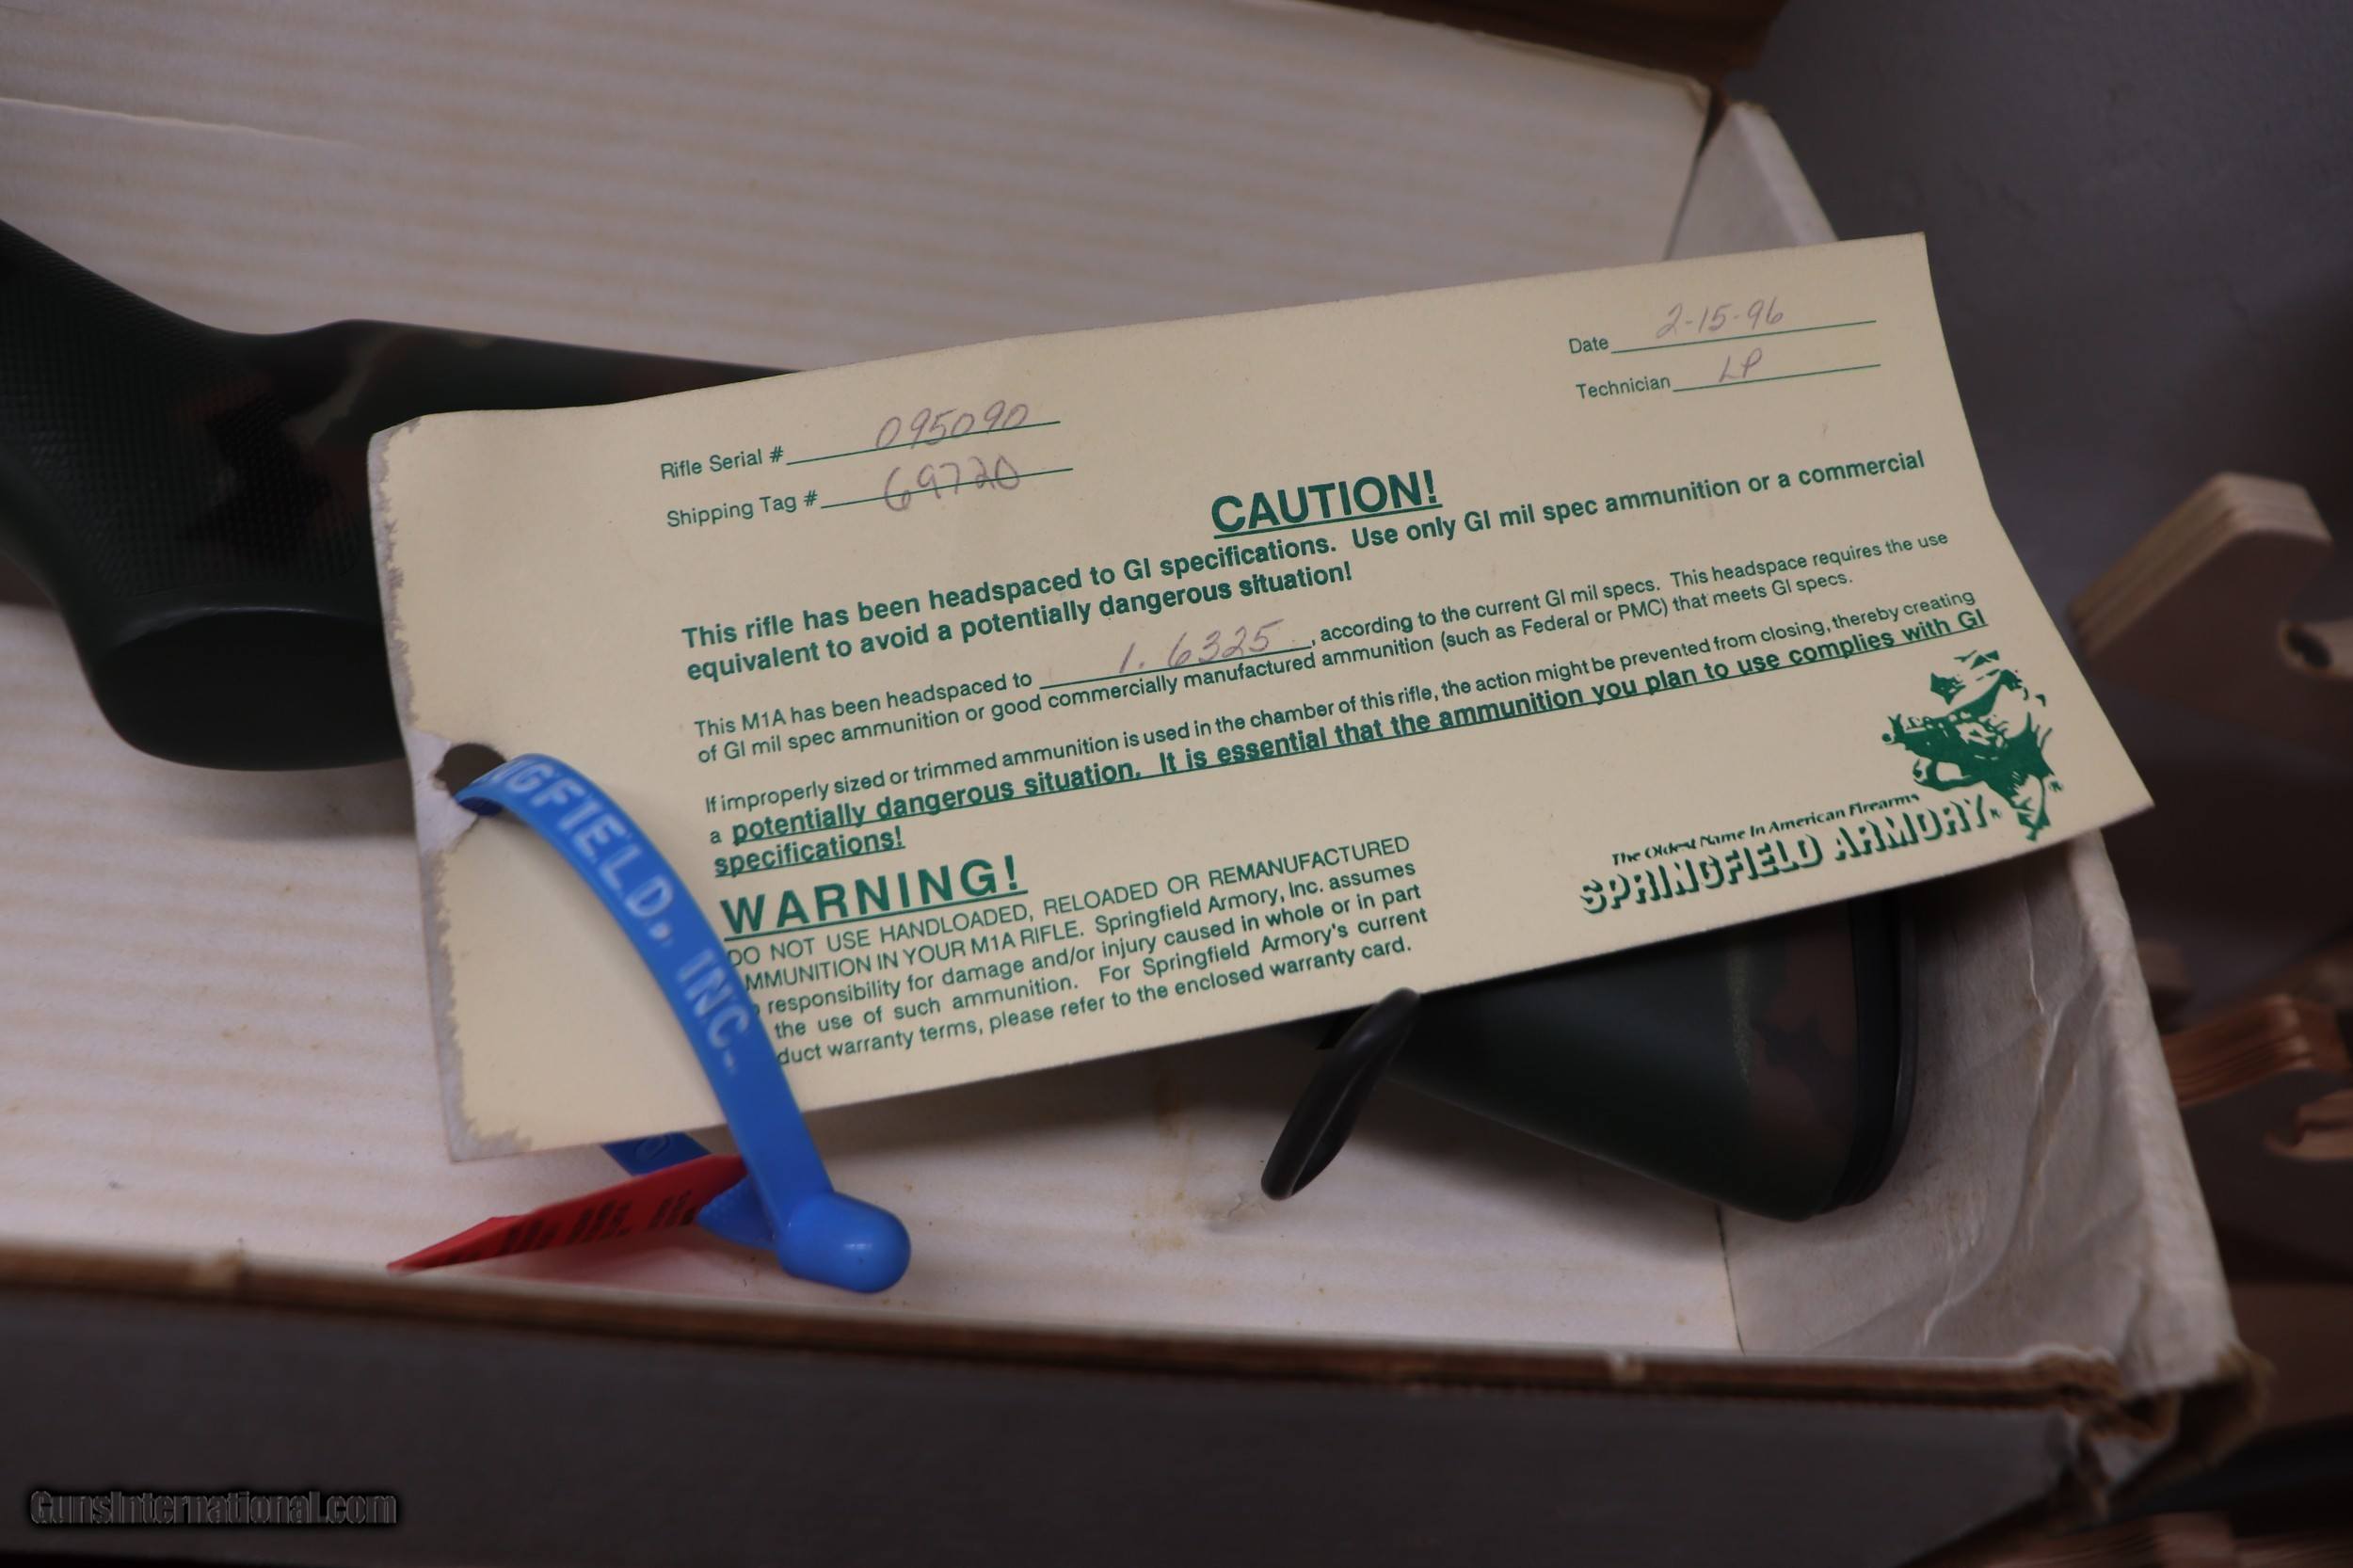 Date 2-15-96
Technician LP
Rifle Serial # 095090
Shipping Tag # 69720
CAUTION!
This rifle has been headspaced to GI specifications. Use only GI mil spec ammunition or a commercial
equivalent to avoid a potentially dangerous situation!
This M1A has been headspaced to 1.6325, according to the current GI mil specs. This headspace requires the use
of GI mil spec ammunition or good commercially manufactured ammunition (such as Federal or PMC) that meets GI specs.
If improperly sized or trimmed ammunition is used in the chamber of this rifle, the action might be prevented from closing, thereby creating
a potentially dangerous situation. It is essential that the ammunition you plan to use complies with GI
specifications!
WARNING!
DO NOT USE HANDLOADED, RELOADED OR REMANUFACTURED
MMUNITION IN YOUR M1A RIFLE. Springfield Armory, Inc. assumes
responsibility for damage and/or injury caused in whole or in part
the use of such ammunition. For Springfield Armory's current
duct warranty terms, please refer to the enclosed warranty card.
The Oldest Name In American Firearms
SPRINGFIELD ARMORY®
NGFIELD, INC.
GunsInternational.com